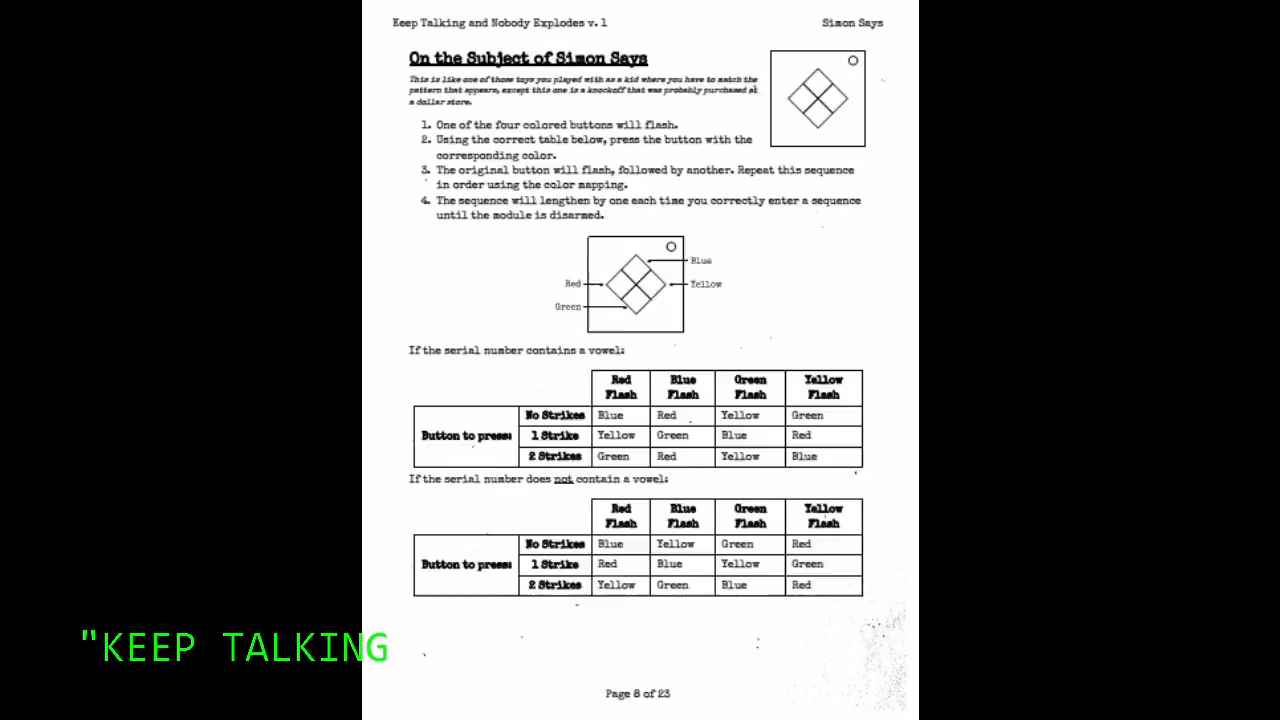 Keep Talking and Nobody Explodes v. 1 Simon Says
On the Subject of Simon Says
This is like one of those toys you played with as a kid where you have to match the
pattern that appears, except this one is a knockoff that was probably purchased at
a dollar store.
1. One of the four colored buttons will flash.
2. Using the correct table below, press the button with the
corresponding color.
3. The original button will flash, followed by another. Repeat this sequence
in order using the color mapping.
4. The sequence will lengthen by one each time you correctly enter a sequence
until the module is disarmed.
Blue
Red Yellow
Green
If the serial number contains a vowel:
Red Blue Green Yellow
Flash Flash Flash Flash
No Strikes Blue Red Yellow Green
Button to press: 1 Strike Yellow Green Blue Red
2 Strikes Green Red Yellow Blue
If the serial number does not contain a vowel:
Red Blue Green Yellow
Flash Flash Flash Flash
No Strikes Blue Yellow Green Red
Button to press: 1 Strike Red Blue Yellow Green
2 Strikes Yellow Green Blue Red
"KEEP TALKING
Page 8 of 23